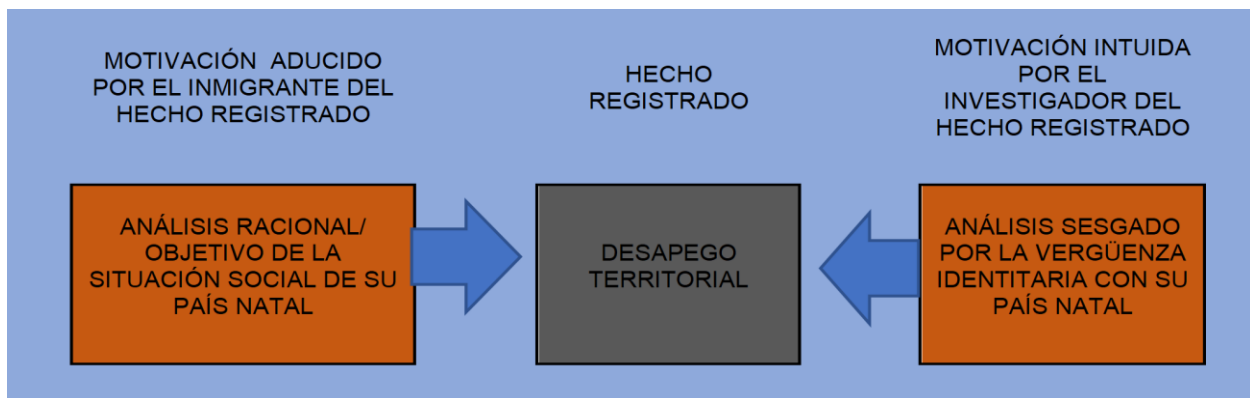 MOTIVACIÓN ADUCIDO
POR EL INMIGRANTE DEL
HECHO REGISTRADO
HECHO
REGISTRADO
MOTIVACIÓN INTUIDA
POR EL
INVESTIGADOR DEL
HECHO REGISTRADO
ANÁLISIS RACIONAL/
OBJETIVO DE LA
SITUACIÓN SOCIAL DE SU
PAÍS NATAL
DESAPEGO
TERRITORIAL
ANÁLISIS SESGADO
POR LA VERGÜENZA
IDENTITARIA CON SU
PAÍS NATAL